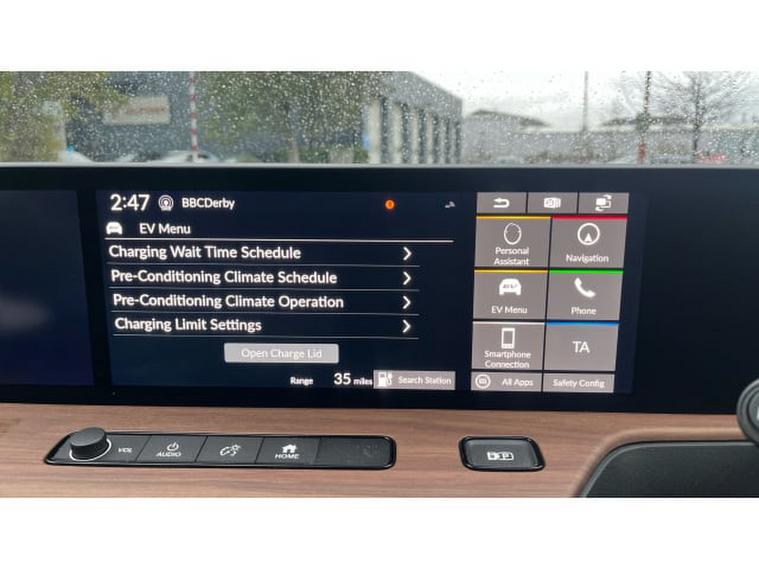 2:47 BBCDerby
EV Menu
Charging Wait Time Schedule
Pre-Conditioning Climate Schedule
Pre-Conditioning Climate Operation
Charging Limit Settings
Open Charge Lid
Range 35 miles Search Station
Personal Assistant
Navigation
EV Menu
Phone
Smartphone Connection
TA
All Apps
Safety Config
VOL
AUDIO
HOME